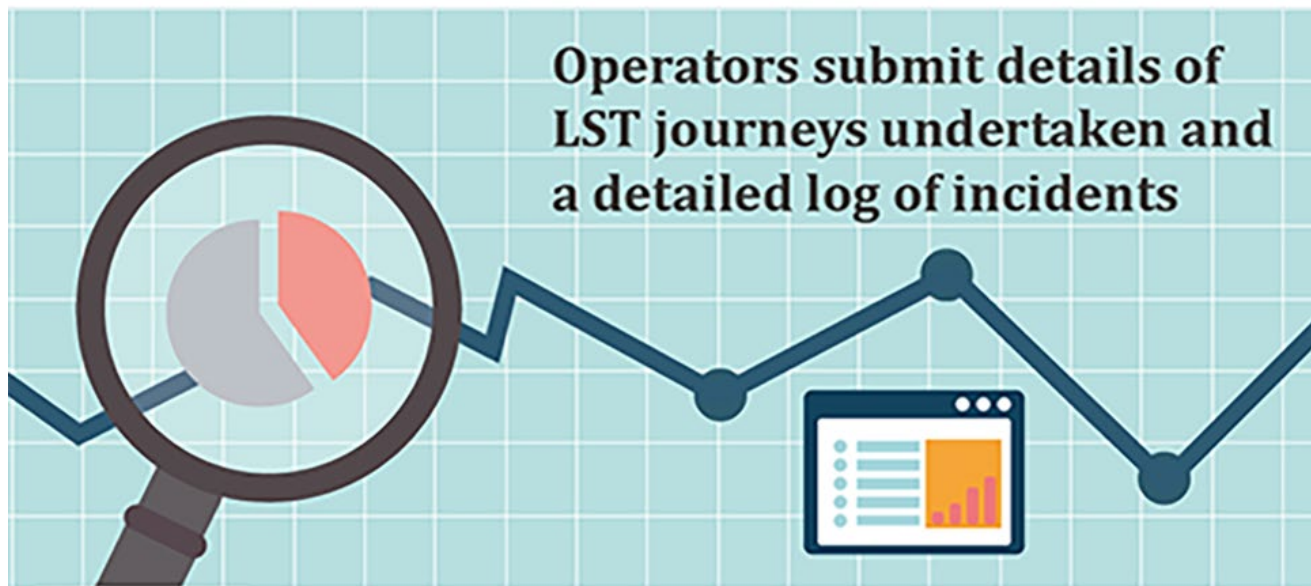 Operators submit details of
LST journeys undertaken and
a detailed log of incidents